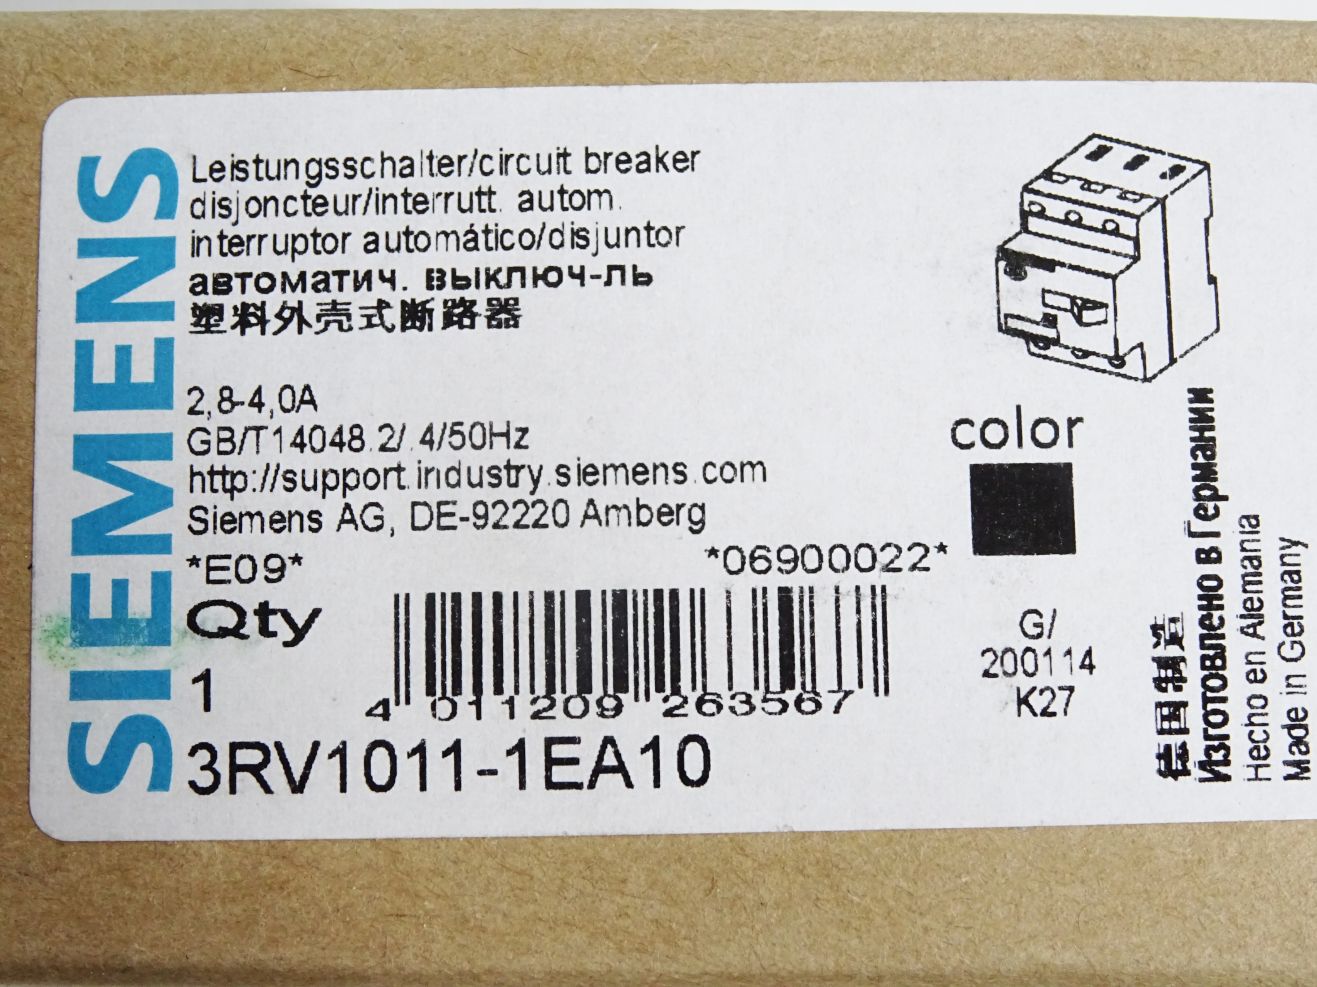 SIEMENS
Leistungsschalter/circuit breaker
disjoncteur/interrutt. autom.
interruptor automático/disjuntor
автоматич. выключ-ль
塑料外壳式断路器
2,8-4,0A
GB/T14048.2/.4/50Hz
http://support.industry.siemens.com
Siemens AG, DE-92220 Amberg
*E09*
*06900022*
Qty
1
4 011209 263567
3RV1011-1EA10
color
G/
200114
K27
德国制造
Изготовлено в Германии
Hecho en Alemania
Made in Germany